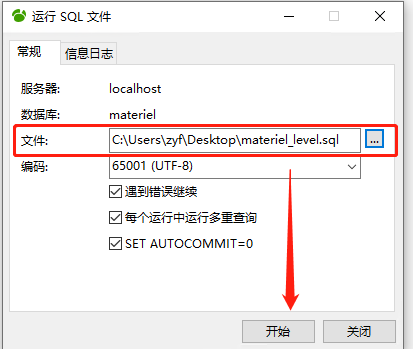 运行 SQL 文件
常规 信息日志
服务器: localhost
数据库: materiel
文件: C:\Users\zyf\Desktop\materiel_level.sql ...
编码: 65001 (UTF-8)
遇到错误继续
每个运行中运行多重查询
SET AUTOCOMMIT=0
开始 关闭